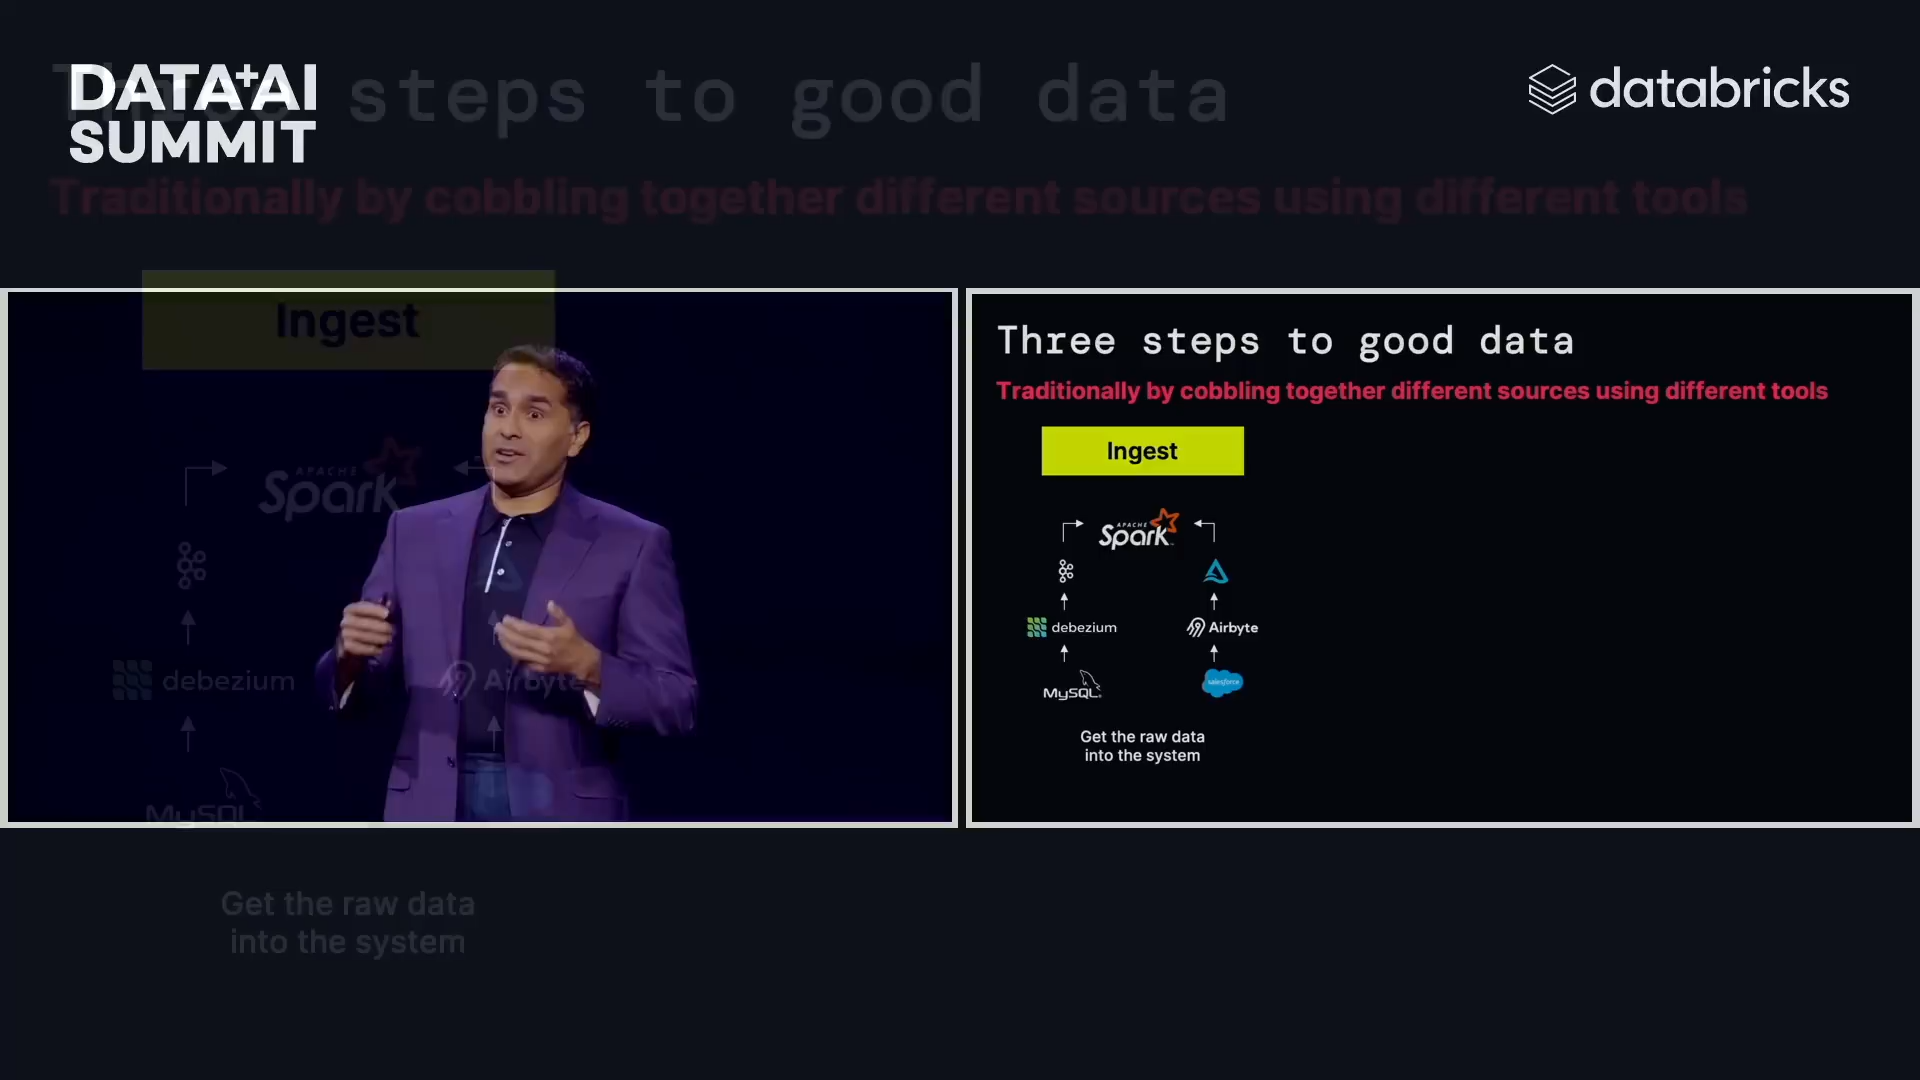 DATA+AI
SUMMIT
databricks
Three steps to good data
Traditionally by cobbling together different sources using different tools
Ingest
APACHE
Spark
debezium
Airbyte
MySQL
Get the raw data
into the system
Three steps to good data
Traditionally by cobbling together different sources using different tools
Ingest
APACHE
Spark
debezium
Airbyte
MySQL
salesforce
Get the raw data
into the system